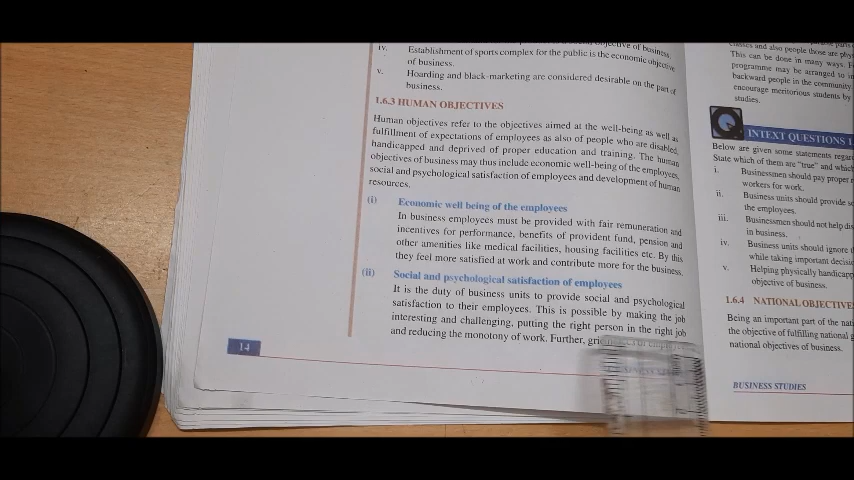 objective of business.
iv. Establishment of sports complex for the public is the economic objective
of business.
v. Hoarding and black-marketing are considered desirable on the part of
business.
1.6.3 HUMAN OBJECTIVES
Human objectives refer to the objectives aimed at the well-being as well as
fulfillment of expectations of employees as also of people who are disabled,
handicapped and deprived of proper education and training. The human
objectives of business may thus include economic well-being of the employees,
social and psychological satisfaction of employees and development of human
resources.
(i) Economic well being of the employees
In business employees must be provided with fair remuneration and
incentives for performance, benefits of provident fund, pension and
other amenities like medical facilities, housing facilities etc. By this
they feel more satisfied at work and contribute more for the business.
(ii) Social and psychological satisfaction of employees
It is the duty of business units to provide social and psychological
satisfaction to their employees. This is possible by making the job
interesting and challenging, putting the right person in the right job
and reducing the monotony of work. Further,
14
classes and also people those are
This can be done in many ways.
programme may be arranged to
backward people in the community.
encourage meritorious students by
studies.
INTEXT QUESTIONS 1.
Below are given some statements
State which of them are "true" and which
i. Businessmen should pay proper
workers for work.
ii. Business units should provide
the employees.
iii. Businessmen should not help
in business.
iv. Business units should ignore
while taking important
v. Helping physically
objective of business.
1.6.4 NATIONAL
Being an important part of the
the objective of fulfilling national
national objectives of business.
BUSINESS STUDIES